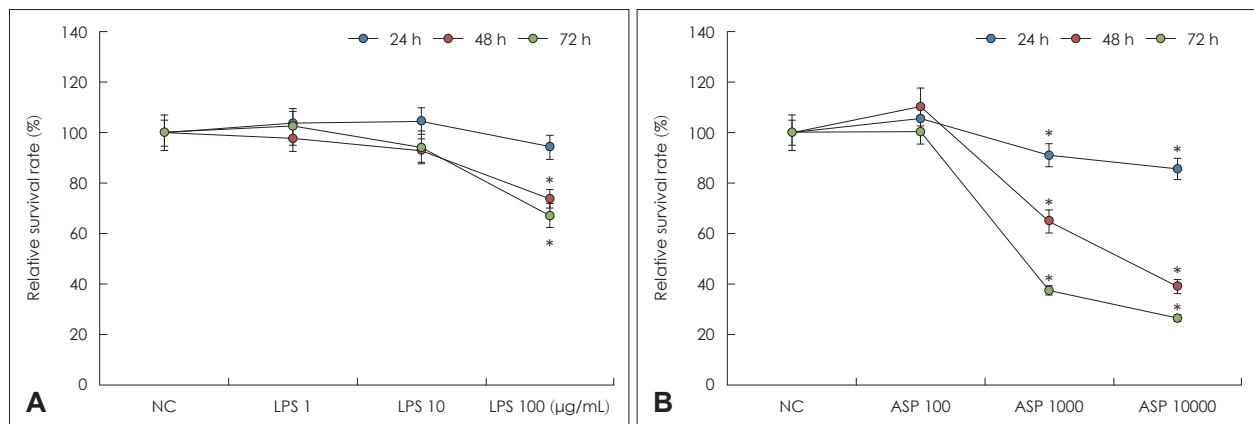 140
120
100
80
60
40
20
0
Relative survival rate (%)
24 h 48 h 72 h
*
*
NC LPS 1 LPS 10 LPS 100 (µg/mL)
A
140
120
100
80
60
40
20
0
Relative survival rate (%)
24 h 48 h 72 h
* *
* *
* *
NC ASP 100 ASP 1000 ASP 10000
B